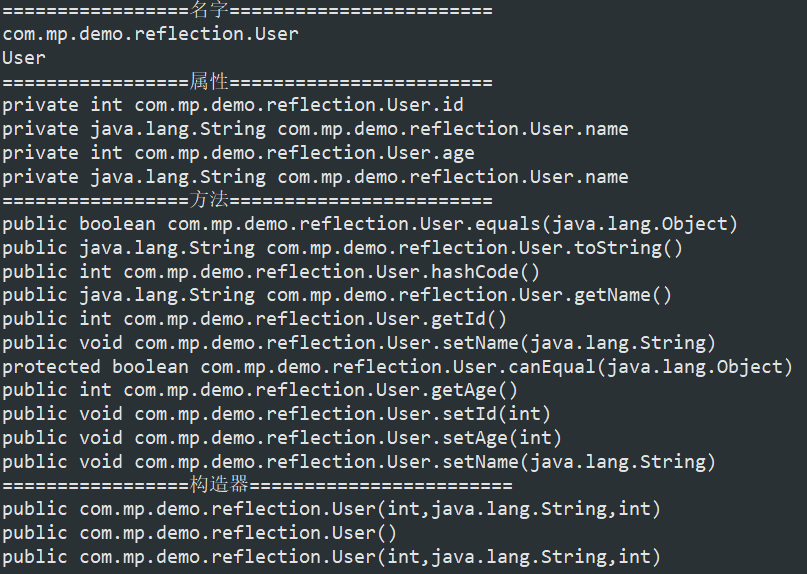 =================名字========================
com.mp.demo.reflection.User
User
=================属性========================
private int com.mp.demo.reflection.User.id
private java.lang.String com.mp.demo.reflection.User.name
private int com.mp.demo.reflection.User.age
private java.lang.String com.mp.demo.reflection.User.name
=================方法========================
public boolean com.mp.demo.reflection.User.equals(java.lang.Object)
public java.lang.String com.mp.demo.reflection.User.toString()
public int com.mp.demo.reflection.User.hashCode()
public java.lang.String com.mp.demo.reflection.User.getName()
public int com.mp.demo.reflection.User.getId()
public void com.mp.demo.reflection.User.setName(java.lang.String)
protected boolean com.mp.demo.reflection.User.canEqual(java.lang.Object)
public int com.mp.demo.reflection.User.getAge()
public void com.mp.demo.reflection.User.setId(int)
public void com.mp.demo.reflection.User.setAge(int)
public void com.mp.demo.reflection.User.setName(java.lang.String)
=================构造器========================
public com.mp.demo.reflection.User(int,java.lang.String,int)
public com.mp.demo.reflection.User()
public com.mp.demo.reflection.User(int,java.lang.String,int)